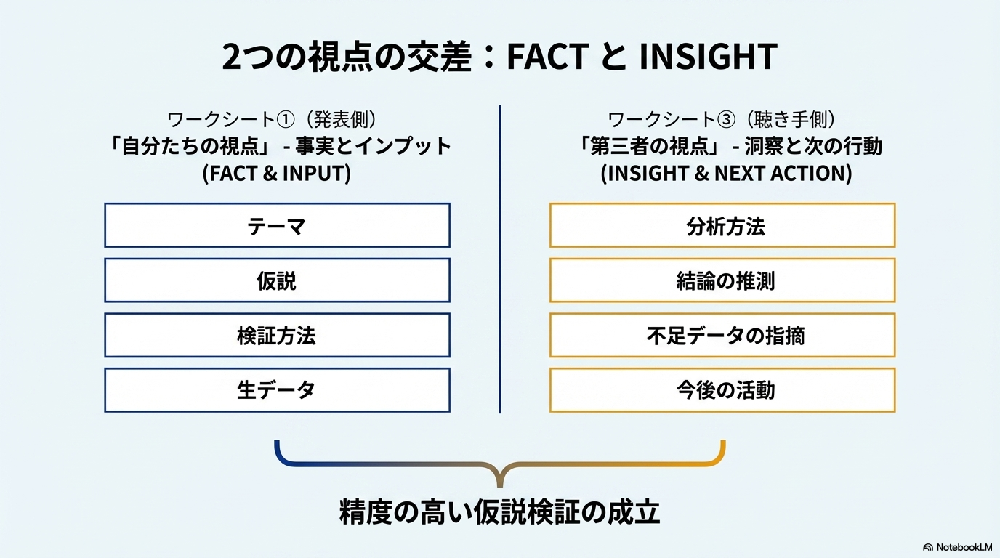 2つの視点の交差：FACT と INSIGHT
ワークシート①（発表側）
「自分たちの視点」 - 事実とインプット
(FACT & INPUT)
テーマ
仮説
検証方法
生データ
ワークシート③（聴き手側）
「第三者の視点」 - 洞察と次の行動
(INSIGHT & NEXT ACTION)
分析方法
結論の推測
不足データの指摘
今後の活動
精度の高い仮説検証の成立
NotebookLM